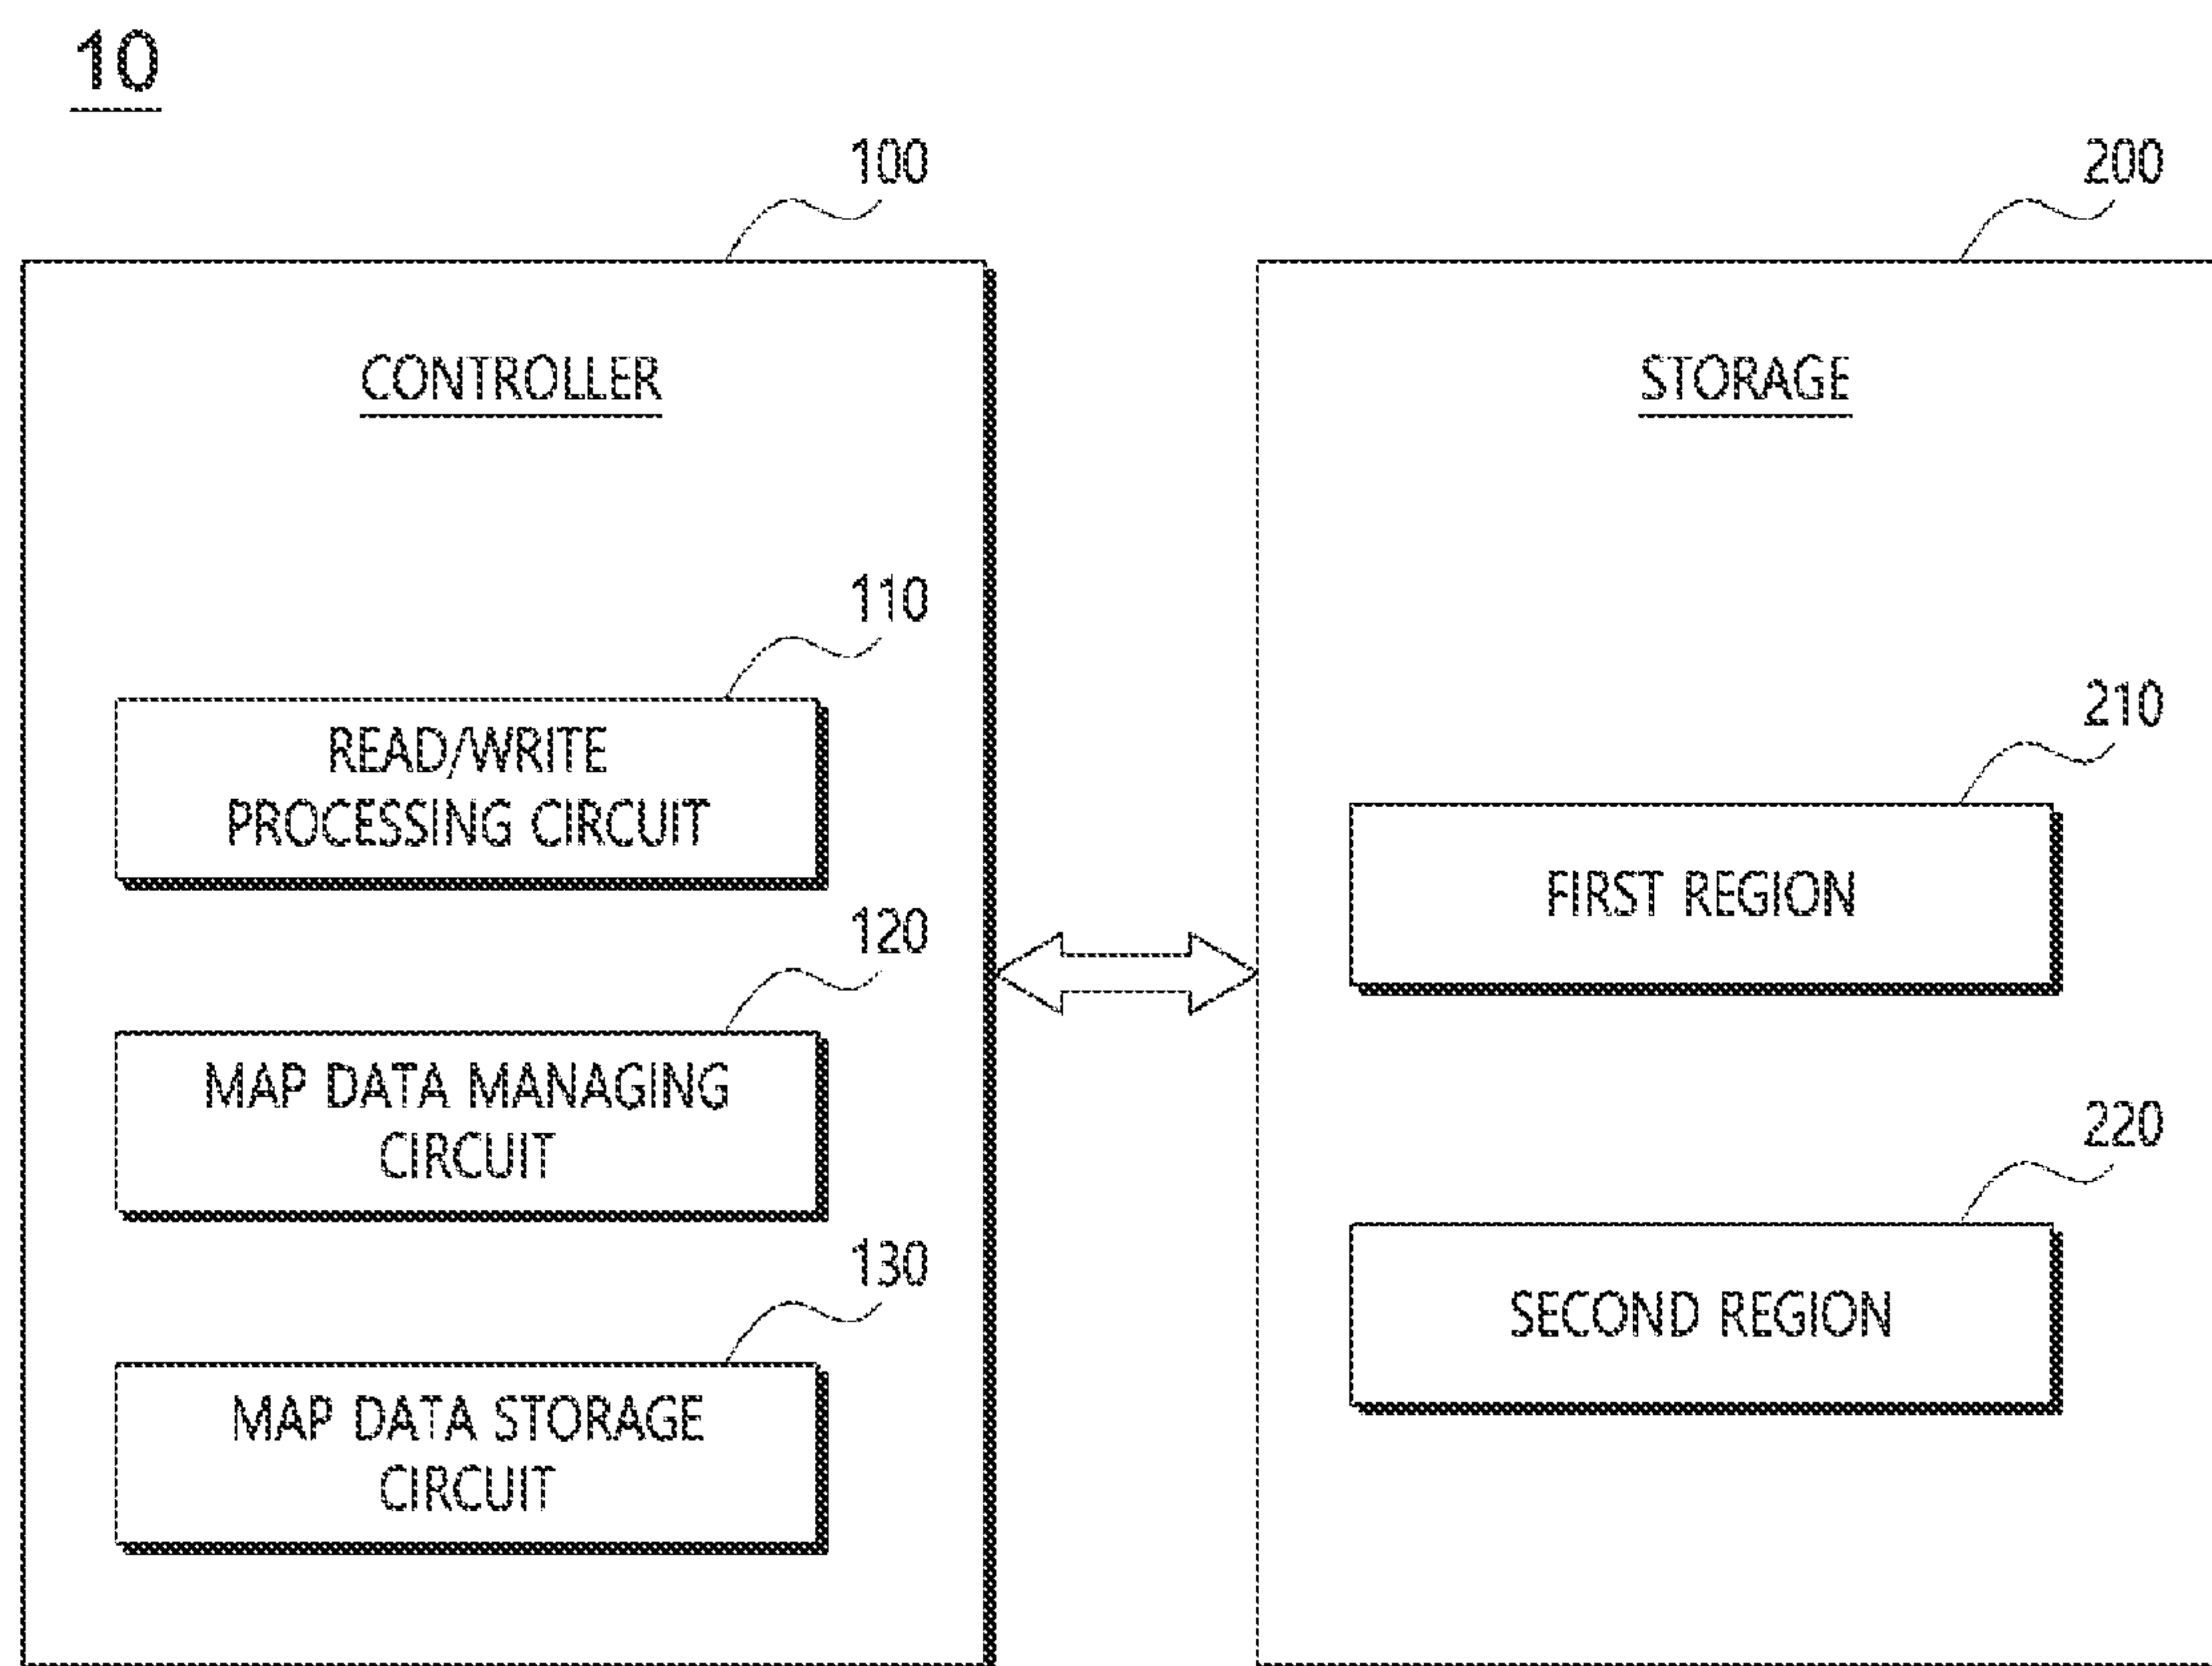 10
100
CONTROLLER
110
READ/WRITE
PROCESSING CIRCUIT
120
MAP DATA MANAGING
CIRCUIT
130
MAP DATA STORAGE
CIRCUIT
200
STORAGE
210
FIRST REGION
220
SECOND REGION